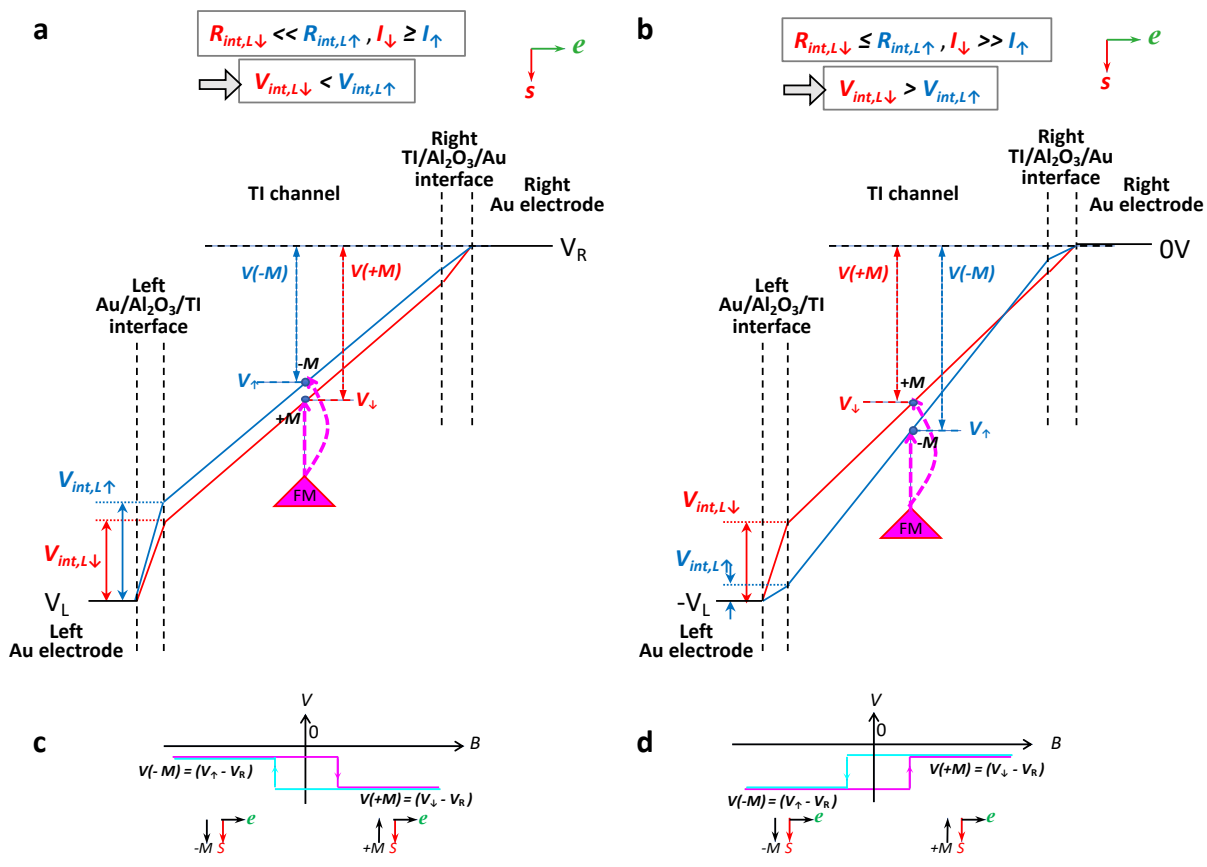 a
R_int,L↓ << R_int,L↑ , I↓ ≥ I↑
V_int,L↓ < V_int,L↑
e
s
Right
TI/Al₂O₃/Au
interface
TI channel
Right
Au electrode
V_R
V(-M)
V(+M)
Left
Au/Al₂O₃/TI
interface
-M
V↑
V↓
+M
V_int,L↑
FM
V_int,L↓
V_L
Left
Au electrode
b
R_int,L↓ ≤ R_int,L↑ , I↓ >> I↑
V_int,L↓ > V_int,L↑
e
s
Right
TI/Al₂O₃/Au
interface
TI channel
Right
Au electrode
0V
V(+M)
V(-M)
Left
Au/Al₂O₃/TI
interface
+M
V↓
V↑
-M
V_int,L↓
FM
V_int,L↑
-V_L
Left
Au electrode
c
V
0
B
V(-M) = (V↑ - V_R)
V(+M) = (V↓ - V_R)
e
-M
S
e
+M
S
d
V
0
B
V(+M) = (V↓ - V_R)
V(-M) = (V↑ - V_R)
e
-M
S
e
+M
S